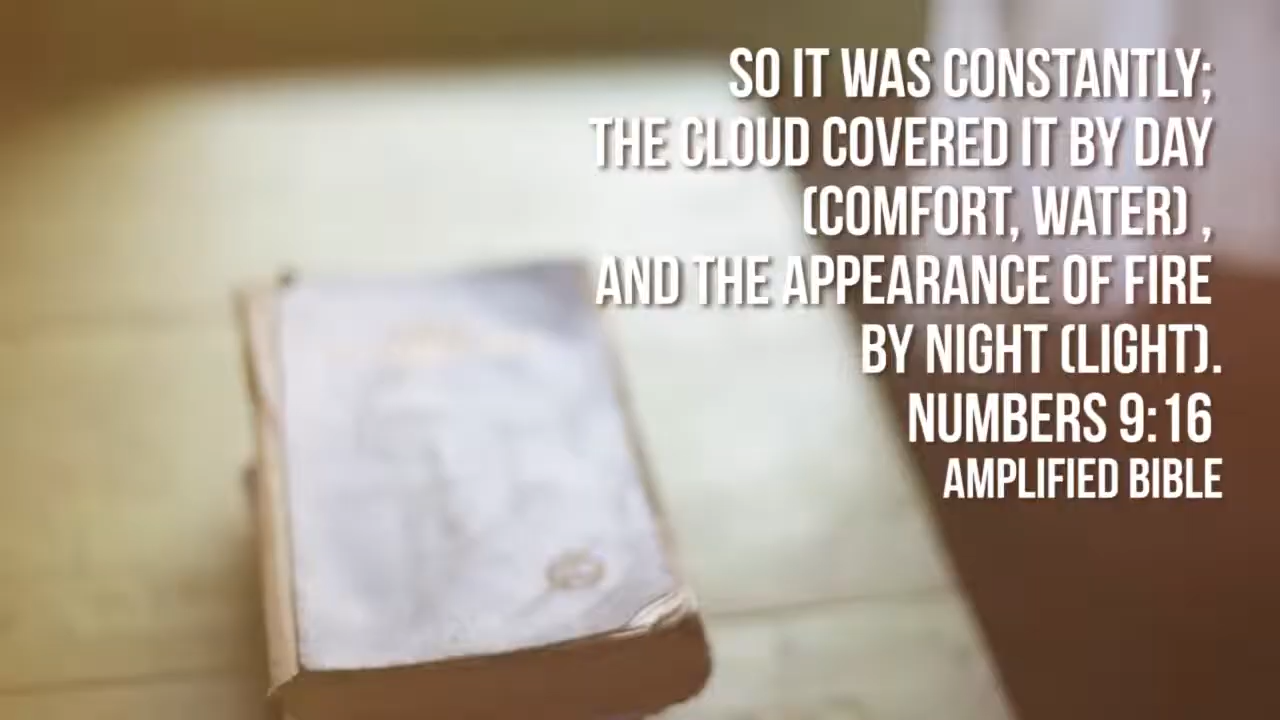 SO IT WAS CONSTANTLY;
THE CLOUD COVERED IT BY DAY
(COMFORT, WATER) ,
AND THE APPEARANCE OF FIRE
BY NIGHT (LIGHT).
NUMBERS 9:16
AMPLIFIED BIBLE